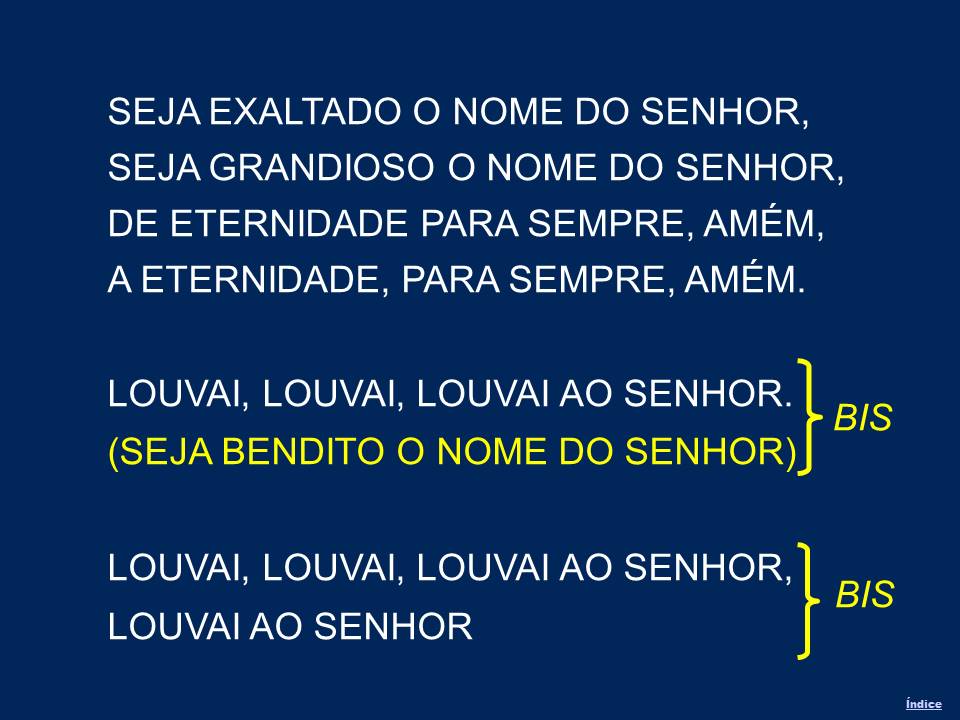 SEJA EXALTADO O NOME DO SENHOR,
SEJA GRANDIOSO O NOME DO SENHOR,
DE ETERNIDADE PARA SEMPRE, AMÉM,
A ETERNIDADE, PARA SEMPRE, AMÉM.
LOUVAI, LOUVAI, LOUVAI AO SENHOR.
(SEJA BENDITO O NOME DO SENHOR)
BIS
LOUVAI, LOUVAI, LOUVAI AO SENHOR,
LOUVAI AO SENHOR
BIS
Índice